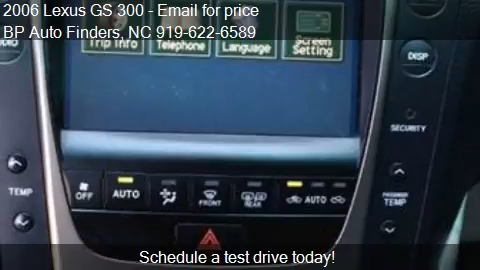 2006 Lexus GS 300 - Email for price
BP Auto Finders, NC 919-622-6589
Trip Info
Telephone
Language
Screen Setting
DISP
SECURITY
TEMP
OFF
AUTO
FRONT
REAR
AUTO
PASSENGER TEMP
Schedule a test drive today!